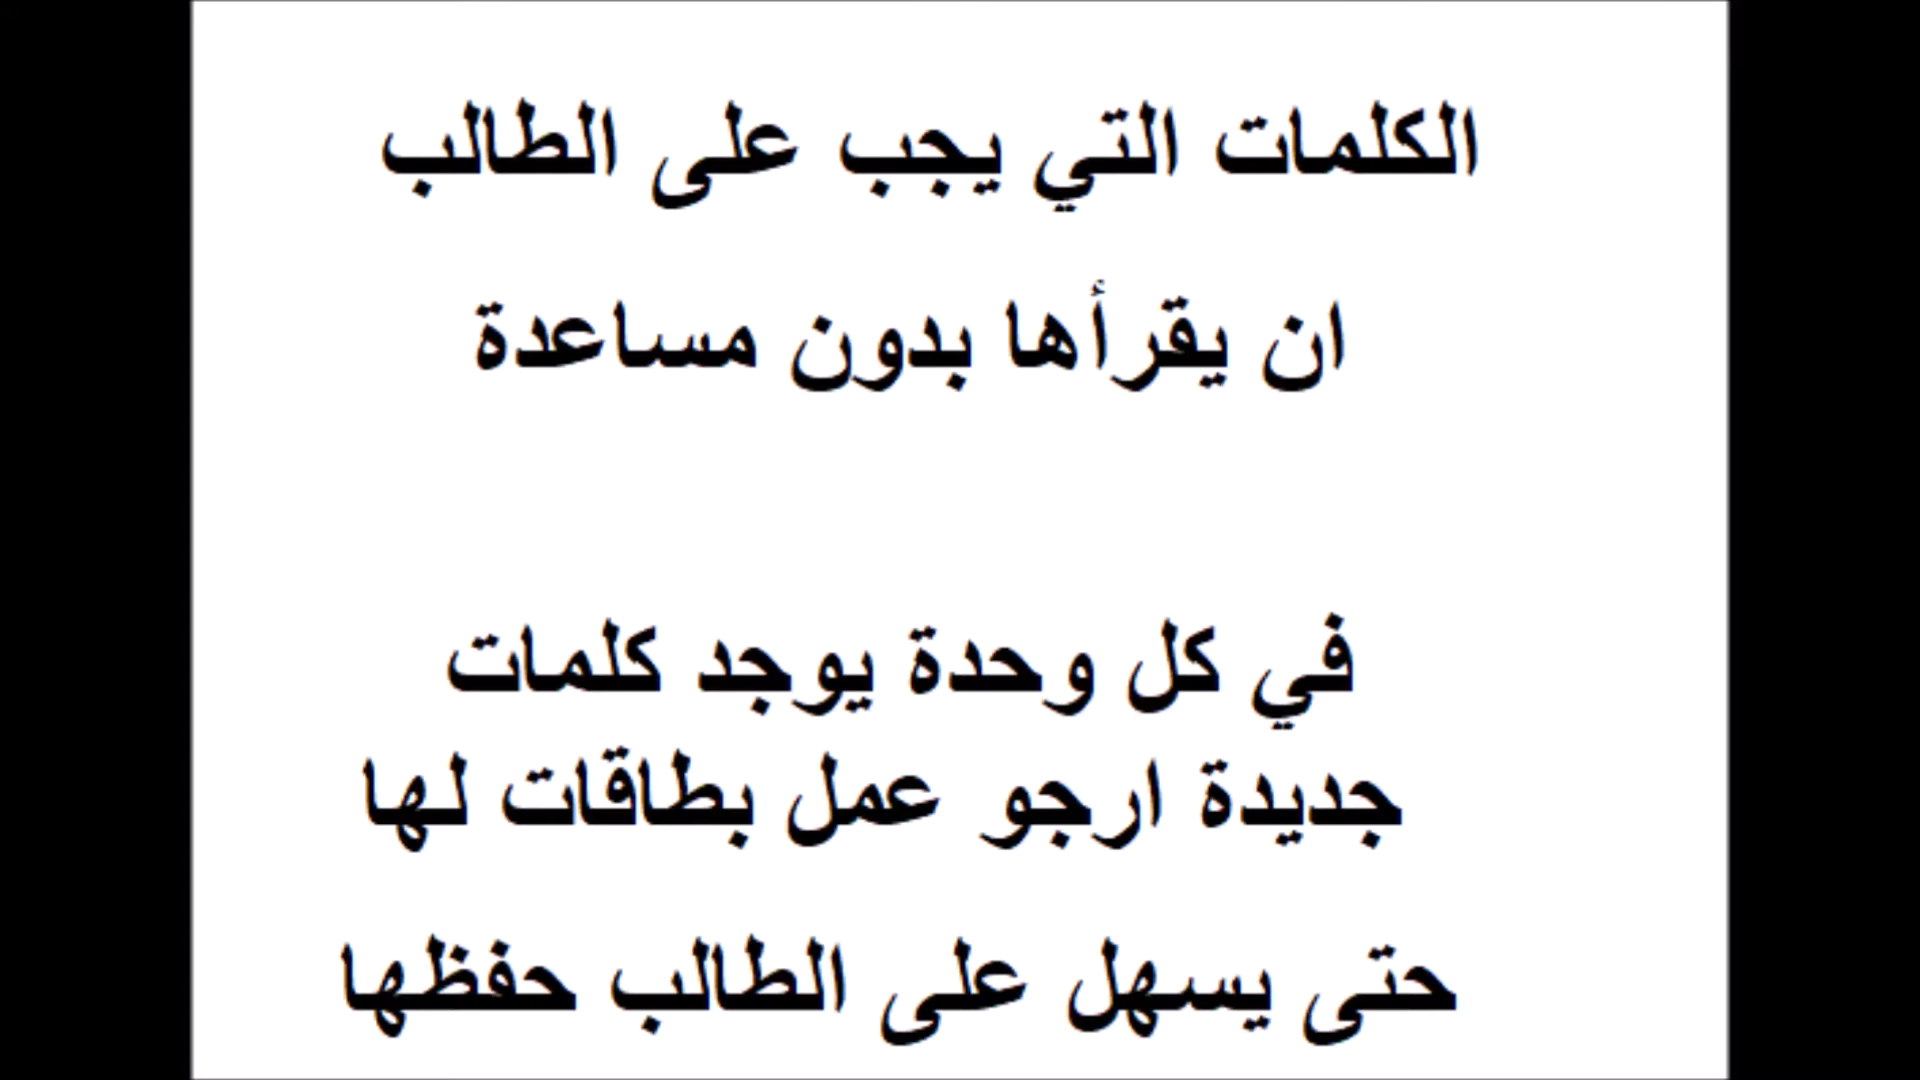 الكلمات التي يجب على الطالب
ان يقرأها بدون مساعدة
في كل وحدة يوجد كلمات
جديدة ارجو عمل بطاقات لها
حتى يسهل على الطالب حفظها